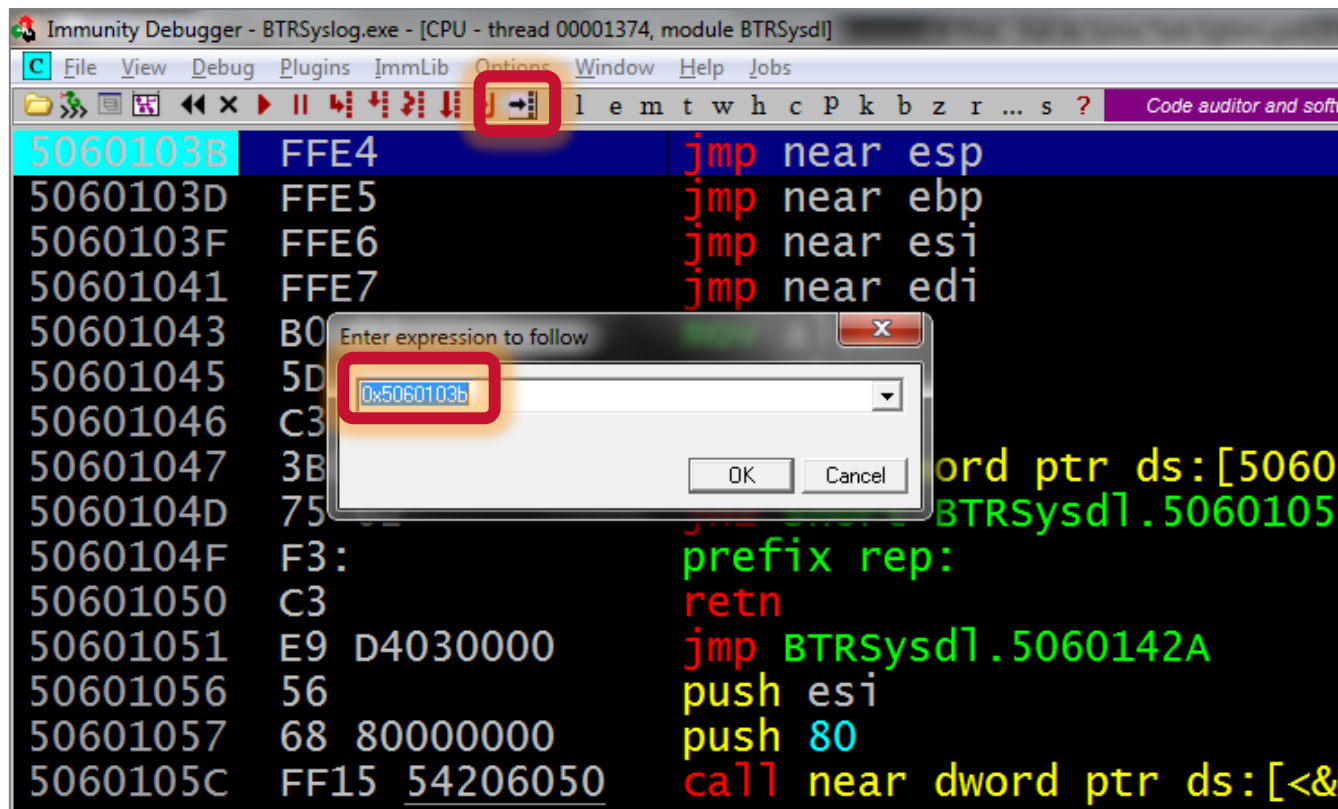 Immunity Debugger - BTRSyslog.exe - [CPU - thread 00001374, module BTRSysdl]
C File View Debug Plugins ImmLib Options Window Help Jobs
l e m t w h c P k b z r ... s ? Code auditor and soft
5060103B FFE4 jmp near esp
5060103D FFE5 jmp near ebp
5060103F FFE6 jmp near esi
50601041 FFE7 jmp near edi
50601043 B0
Enter expression to follow
50601045 5D
0x5060103b
50601046 C3
50601047 3B ord ptr ds:[5060
OK Cancel
5060104D 75 BTRSysdl.5060105
5060104F F3: prefix rep:
50601050 C3 retn
50601051 E9 D4030000 jmp BTRSysdl.5060142A
50601056 56 push esi
50601057 68 80000000 push 80
5060105C FF15 54206050 call near dword ptr ds:[<&